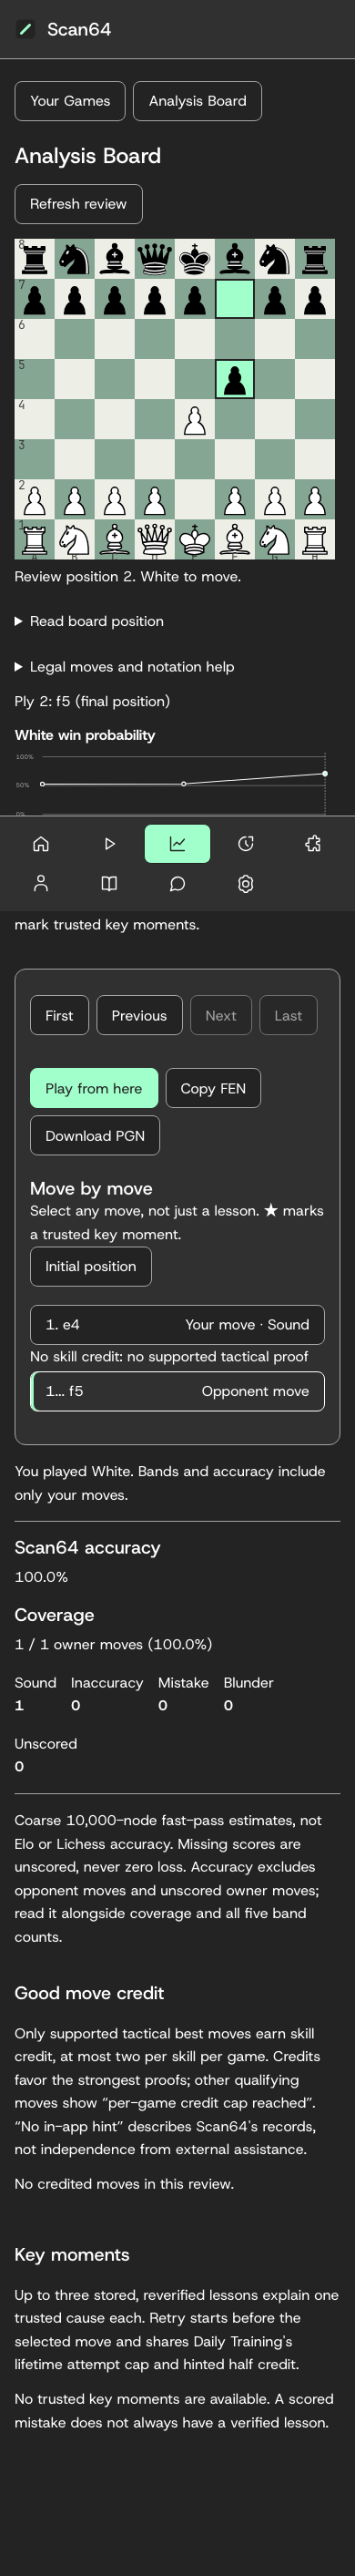 Scan64
Your Games
Analysis Board
Analysis Board
Refresh review
8
7
6
5
4
3
2
1
Review position 2. White to move.
Read board position
Legal moves and notation help
Ply 2: f5 (final position)
White win probability
100%
50%
0%
mark trusted key moments.
First
Previous
Next
Last
Play from here
Copy FEN
Download PGN
Move by move
Select any move, not just a lesson. ★ marks
a trusted key moment.
Initial position
1. e4 Your move · Sound
No skill credit: no supported tactical proof
1... f5 Opponent move
You played White. Bands and accuracy include
only your moves.
Scan64 accuracy
100.0%
Coverage
1 / 1 owner moves (100.0%)
Sound Inaccuracy Mistake Blunder
1 0 0 0
Unscored
0
Coarse 10,000-node fast-pass estimates, not
Elo or Lichess accuracy. Missing scores are
unscored, never zero loss. Accuracy excludes
opponent moves and unscored owner moves;
read it alongside coverage and all five band
counts.
Good move credit
Only supported tactical best moves earn skill
credit, at most two per skill per game. Credits
favor the strongest proofs; other qualifying
moves show “per-game credit cap reached”.
“No in-app hint” describes Scan64's records,
not independence from external assistance.
No credited moves in this review.
Key moments
Up to three stored, reverified lessons explain one
trusted cause each. Retry starts before the
selected move and shares Daily Training's
lifetime attempt cap and hinted half credit.
No trusted key moments are available. A scored
mistake does not always have a verified lesson.